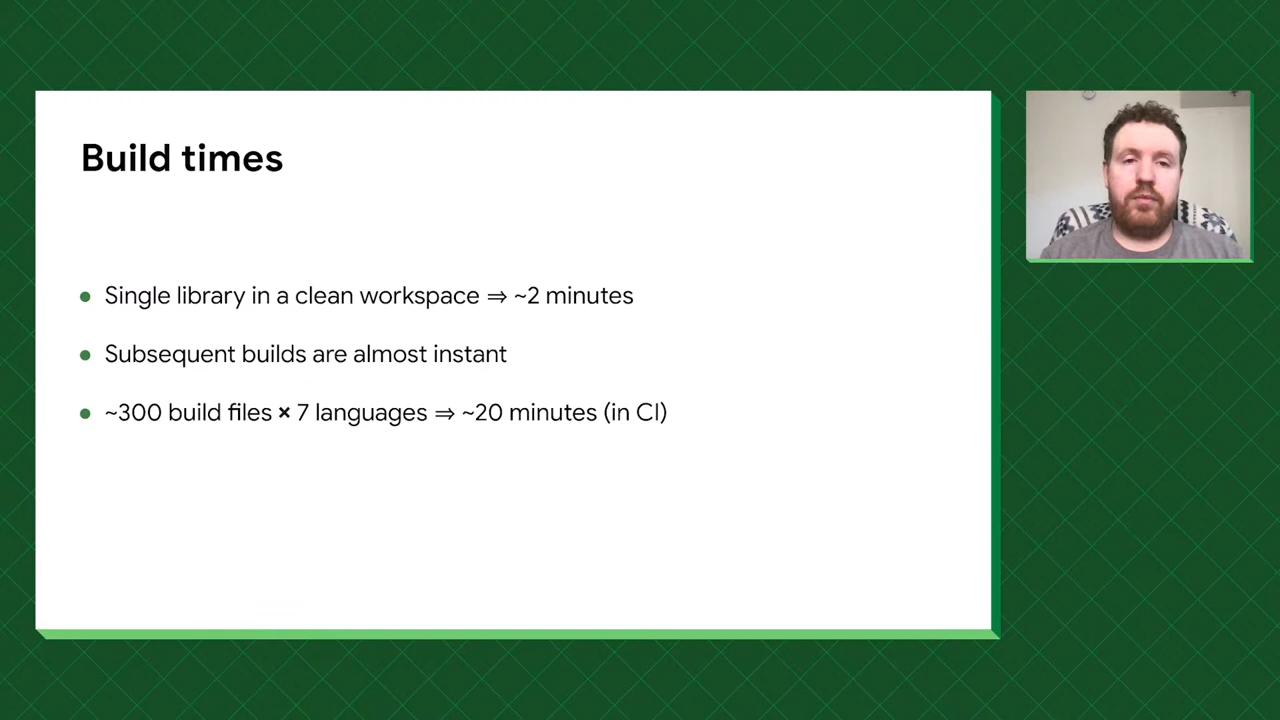 Build times
Single library in a clean workspace ⇒ ~2 minutes
Subsequent builds are almost instant
~300 build files × 7 languages ⇒ ~20 minutes (in CI)